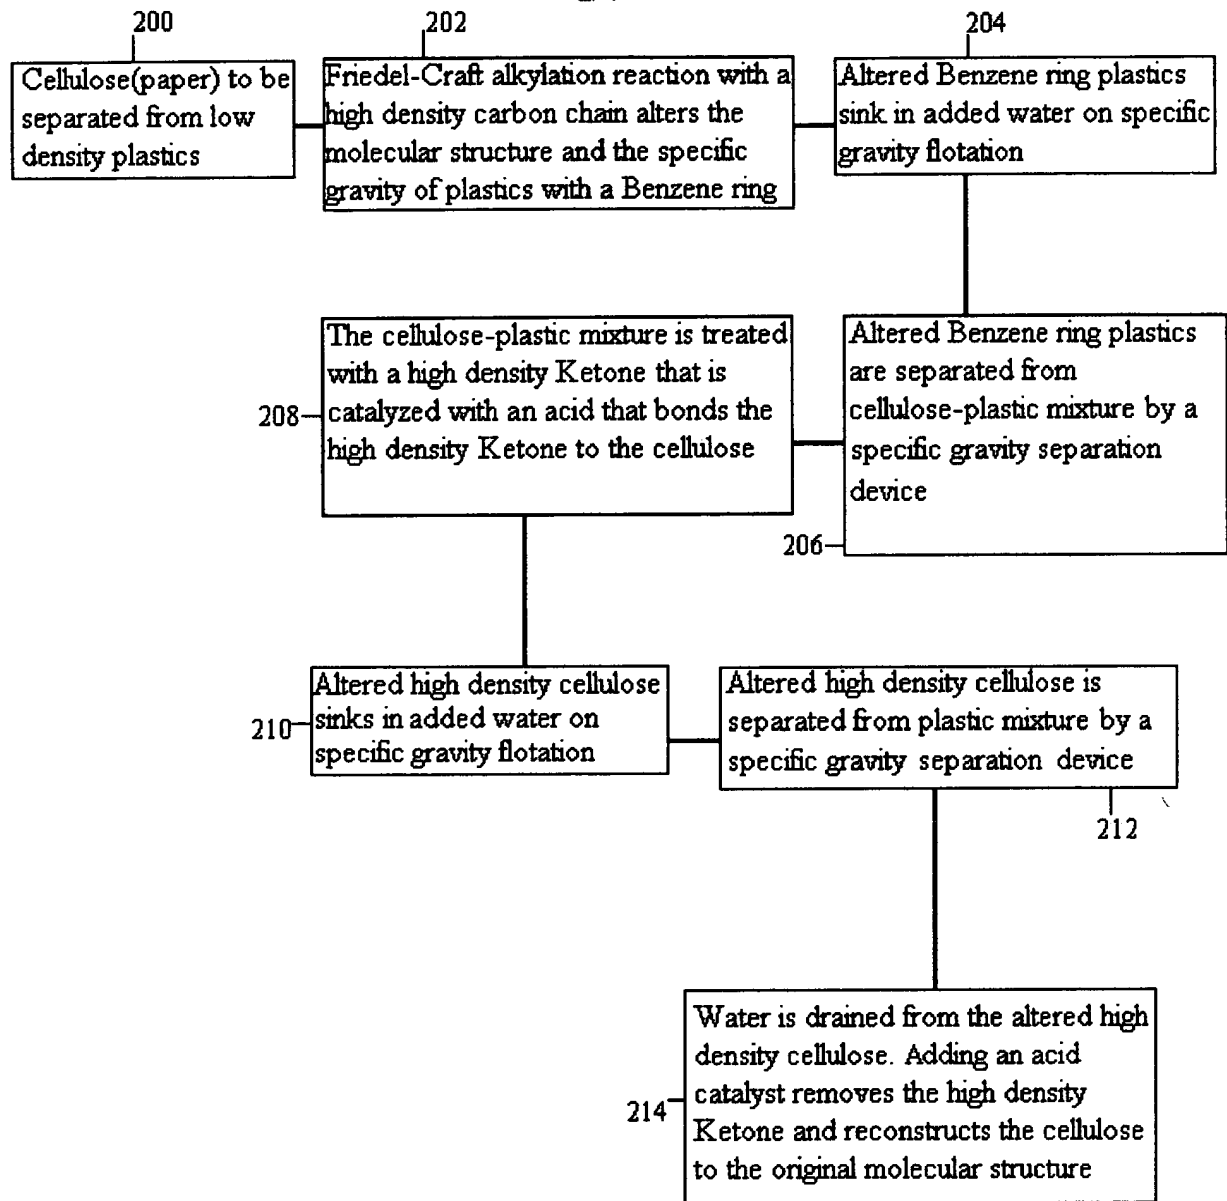 200
202
204
Cellulose(paper) to be
separated from low
density plastics
Friedel-Craft alkylation reaction with a
high density carbon chain alters the
molecular structure and the specific
gravity of plastics with a Benzene ring
Altered Benzene ring plastics
sink in added water on specific
gravity flotation
The cellulose-plastic mixture is treated
with a high density Ketone that is
catalyzed with an acid that bonds the
high density Ketone to the cellulose
208
Altered Benzene ring plastics
are separated from
cellulose-plastic mixture by a
specific gravity separation
device
206
Altered high density cellulose
sinks in added water on
specific gravity flotation
210
Altered high density cellulose is
separated from plastic mixture by a
specific gravity separation device
212
Water is drained from the altered high
density cellulose. Adding an acid
catalyst removes the high density
Ketone and reconstructs the cellulose
to the original molecular structure
214